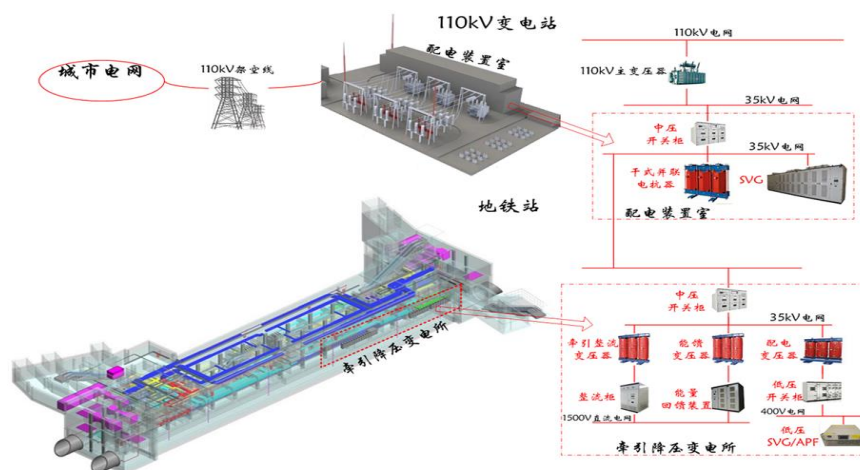 110kV变电站
配电装置室
110kV架空线
城市电网
110kV电网
110kV主变压器
35kV电网
中压
开关柜
35kV电网
干式并联
电抗器
SVG
配电装置室
地铁站
牵引降压变电所
中压
开关柜
35kV电网
牵引整流
变压器
能馈
变压器
配电
变压器
整流柜
能量
回馈装置
低压
开关柜
1500V直流电网
400V电网
低压
SVG/APF
牵引降压变电所